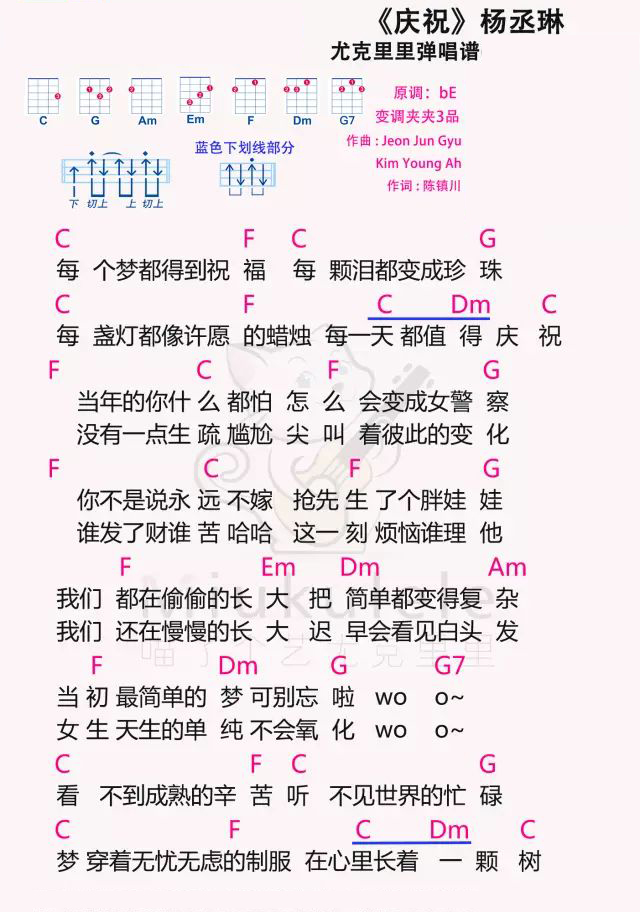 《庆祝》杨丞琳
尤克里里弹唱谱
C G Am Em F Dm G7
原调：bE
变调夹夹3品
作曲：Jeon Jun Gyu
Kim Young Ah
作词：陈镇川
蓝色下划线部分
下 切上 上 切上
C F C G
每 个梦都得到祝 福 每 颗泪都变成珍 珠
C F C Dm C
每 盏灯都像许愿 的蜡烛 每一天 都值 得 庆 祝
F C F G
当年的你什 么 都怕 怎 么 会变成女警 察
没有一点生 疏 尴尬 尖 叫 着彼此的变 化
F C F G
你不是说永 远 不嫁 抢先 生 了个胖娃 娃
谁发了财谁 苦 哈哈 这一 刻 烦恼谁理 他
F Em Dm Am
我们 都在偷偷的长 大 把 简单都变得复 杂
Miukulele
我们 还在慢慢的长 大 迟 早会看见白头 发
喵了个艺尤克里里
F Dm G G7
当 初 最简单的 梦 可别忘 啦 wo o~
女 生 天生的单 纯 不会氧 化 wo o~
C F C G
看 不到成熟的辛 苦 听 不见世界的忙 碌
C F C Dm C
梦 穿着无忧无虑的制服 在心里长着 一 颗 树